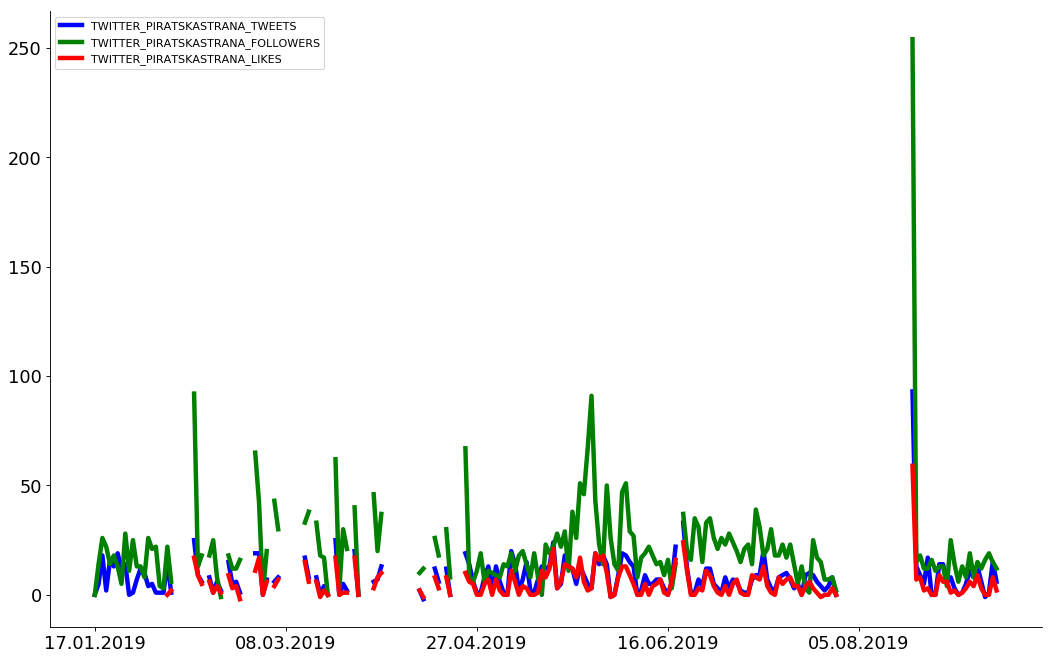 TWITTER_PIRATSKASTRANA_TWEETS
TWITTER_PIRATSKASTRANA_FOLLOWERS
TWITTER_PIRATSKASTRANA_LIKES
250
200
150
100
50
0
17.01.2019 08.03.2019 27.04.2019 16.06.2019 05.08.2019